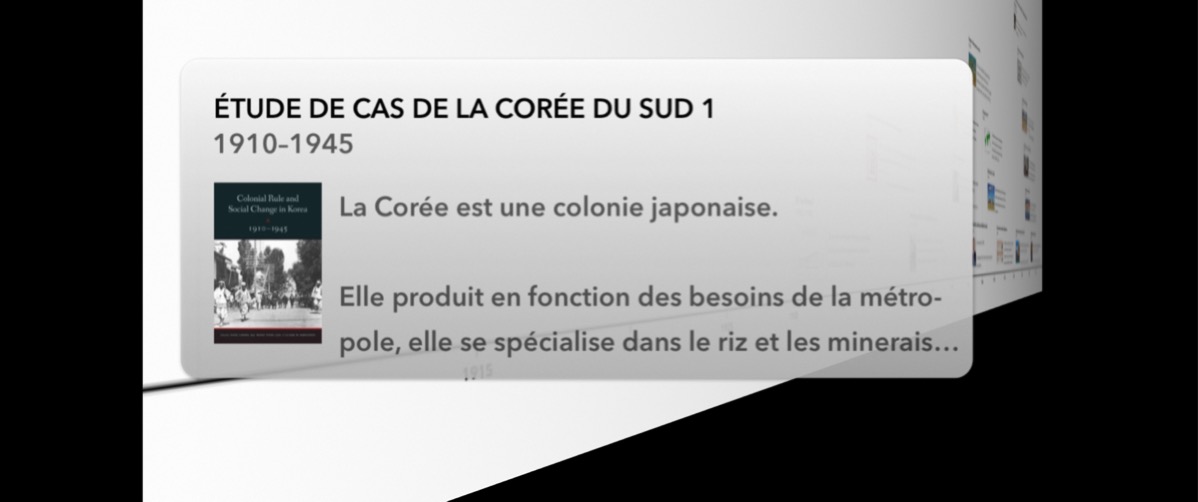 ÉTUDE DE CAS DE LA CORÉE DU SUD 1
1910–1945
Colonial Rule and
Social Change in Korea
1910–1945
La Corée est une colonie japonaise.
Elle produit en fonction des besoins de la métro-
pole, elle se spécialise dans le riz et les minerais...
1915